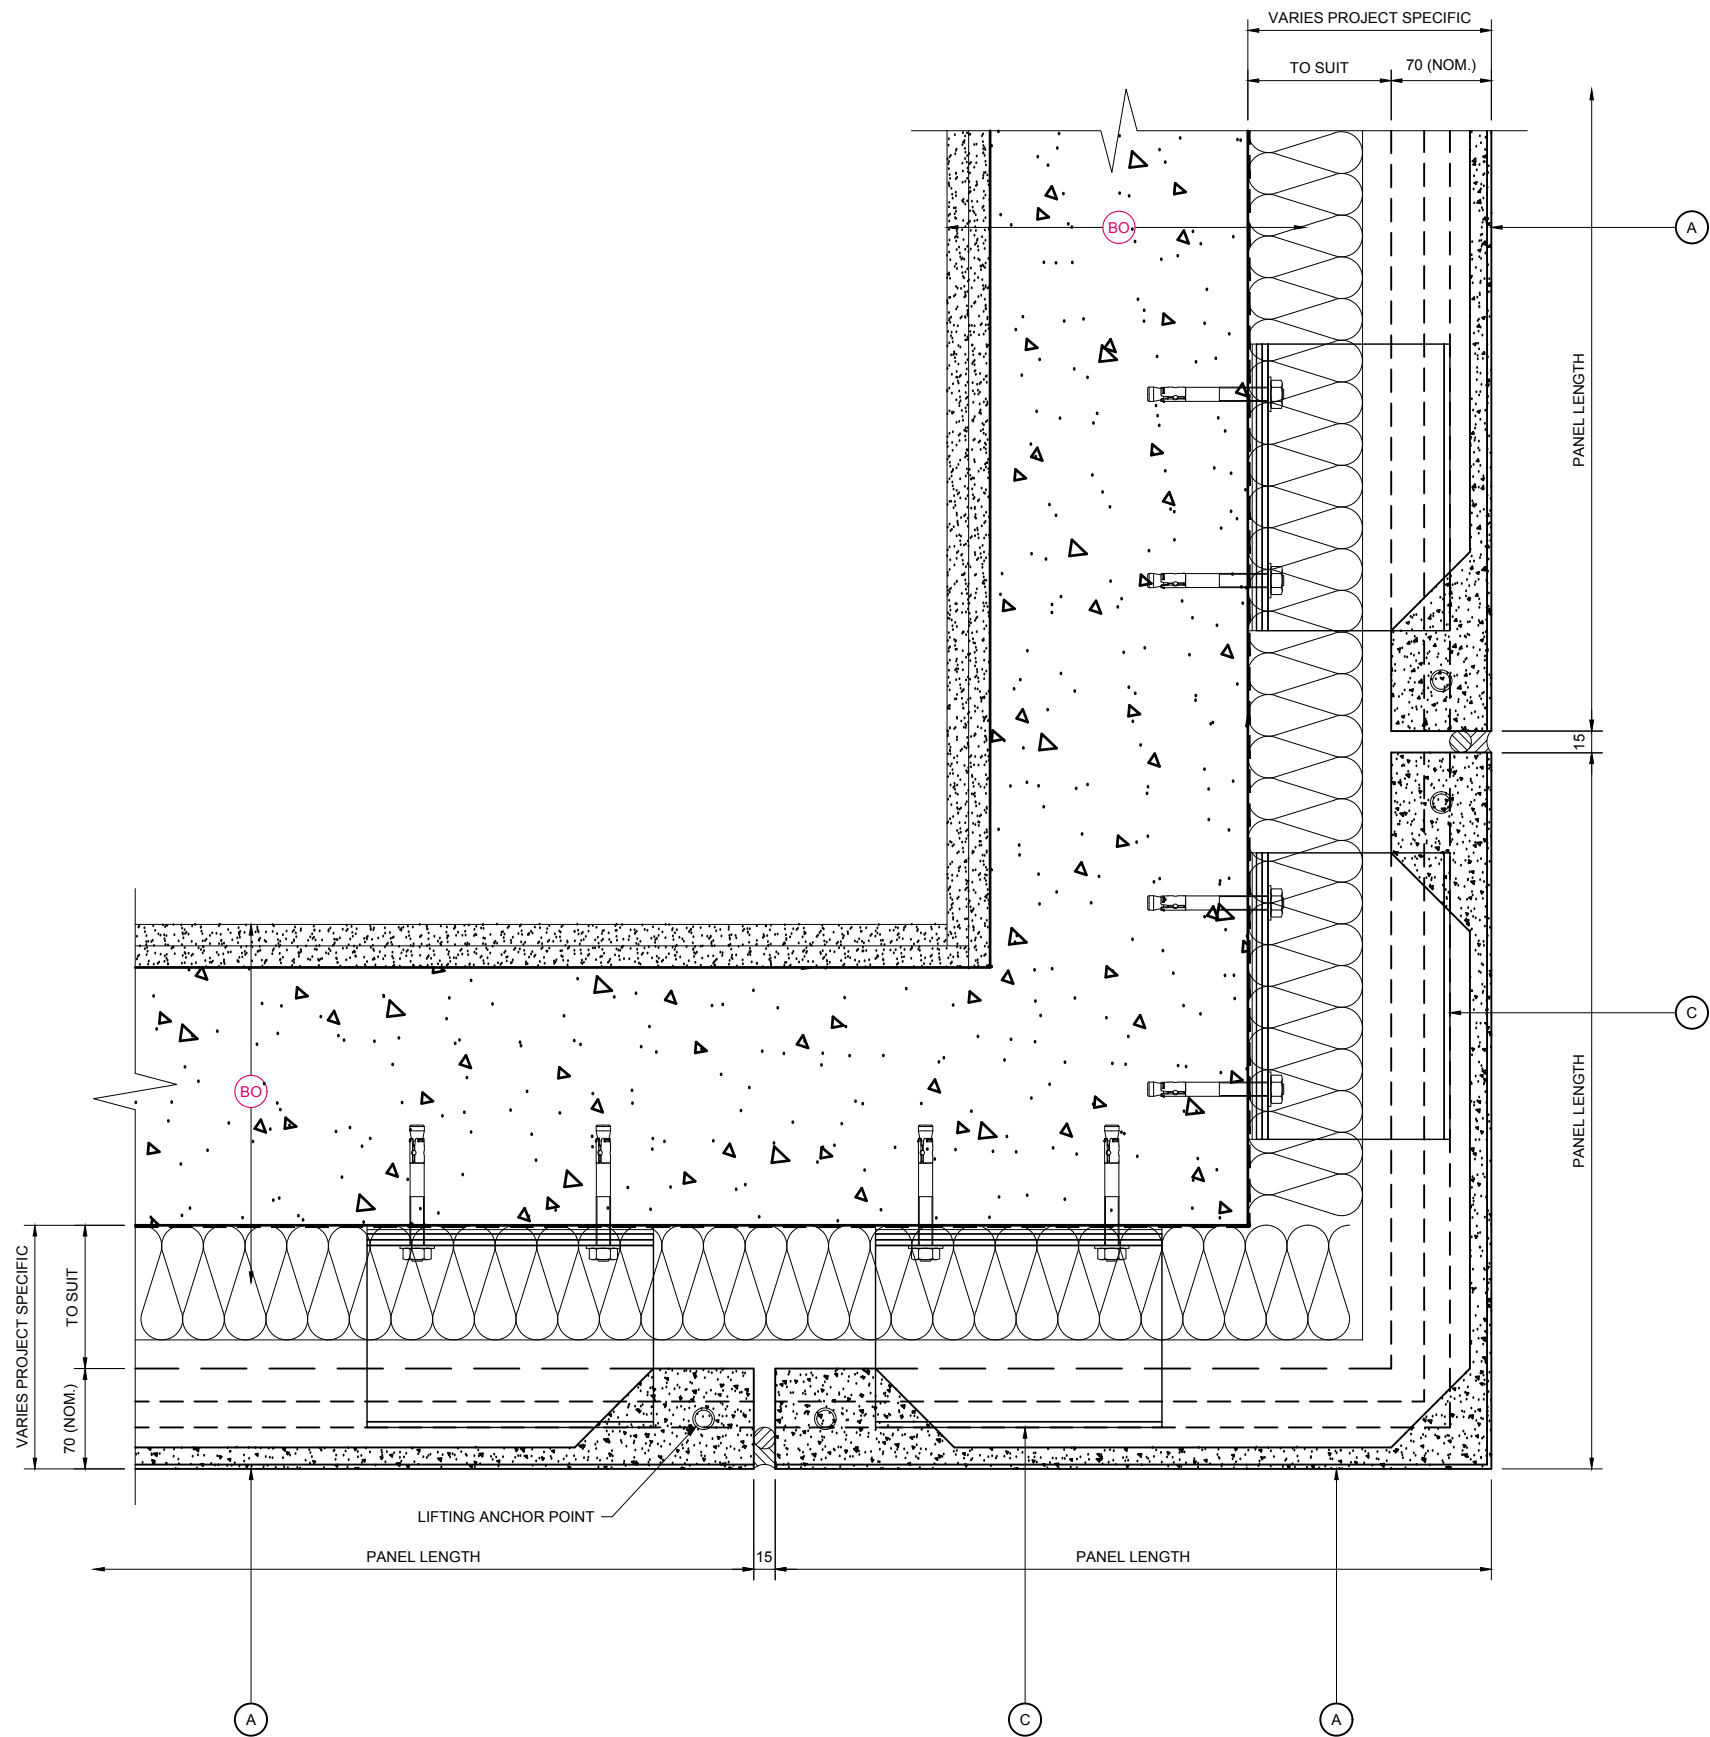 VARIES PROJECT SPECIFIC
TO SUIT
70 (NOM.)
BO
A
PANEL LENGTH
15
C
PANEL LENGTH
BO
VARIES PROJECT SPECIFIC
TO SUIT
70 (NOM.)
LIFTING ANCHOR POINT
PANEL LENGTH
15
PANEL LENGTH
A
C
A